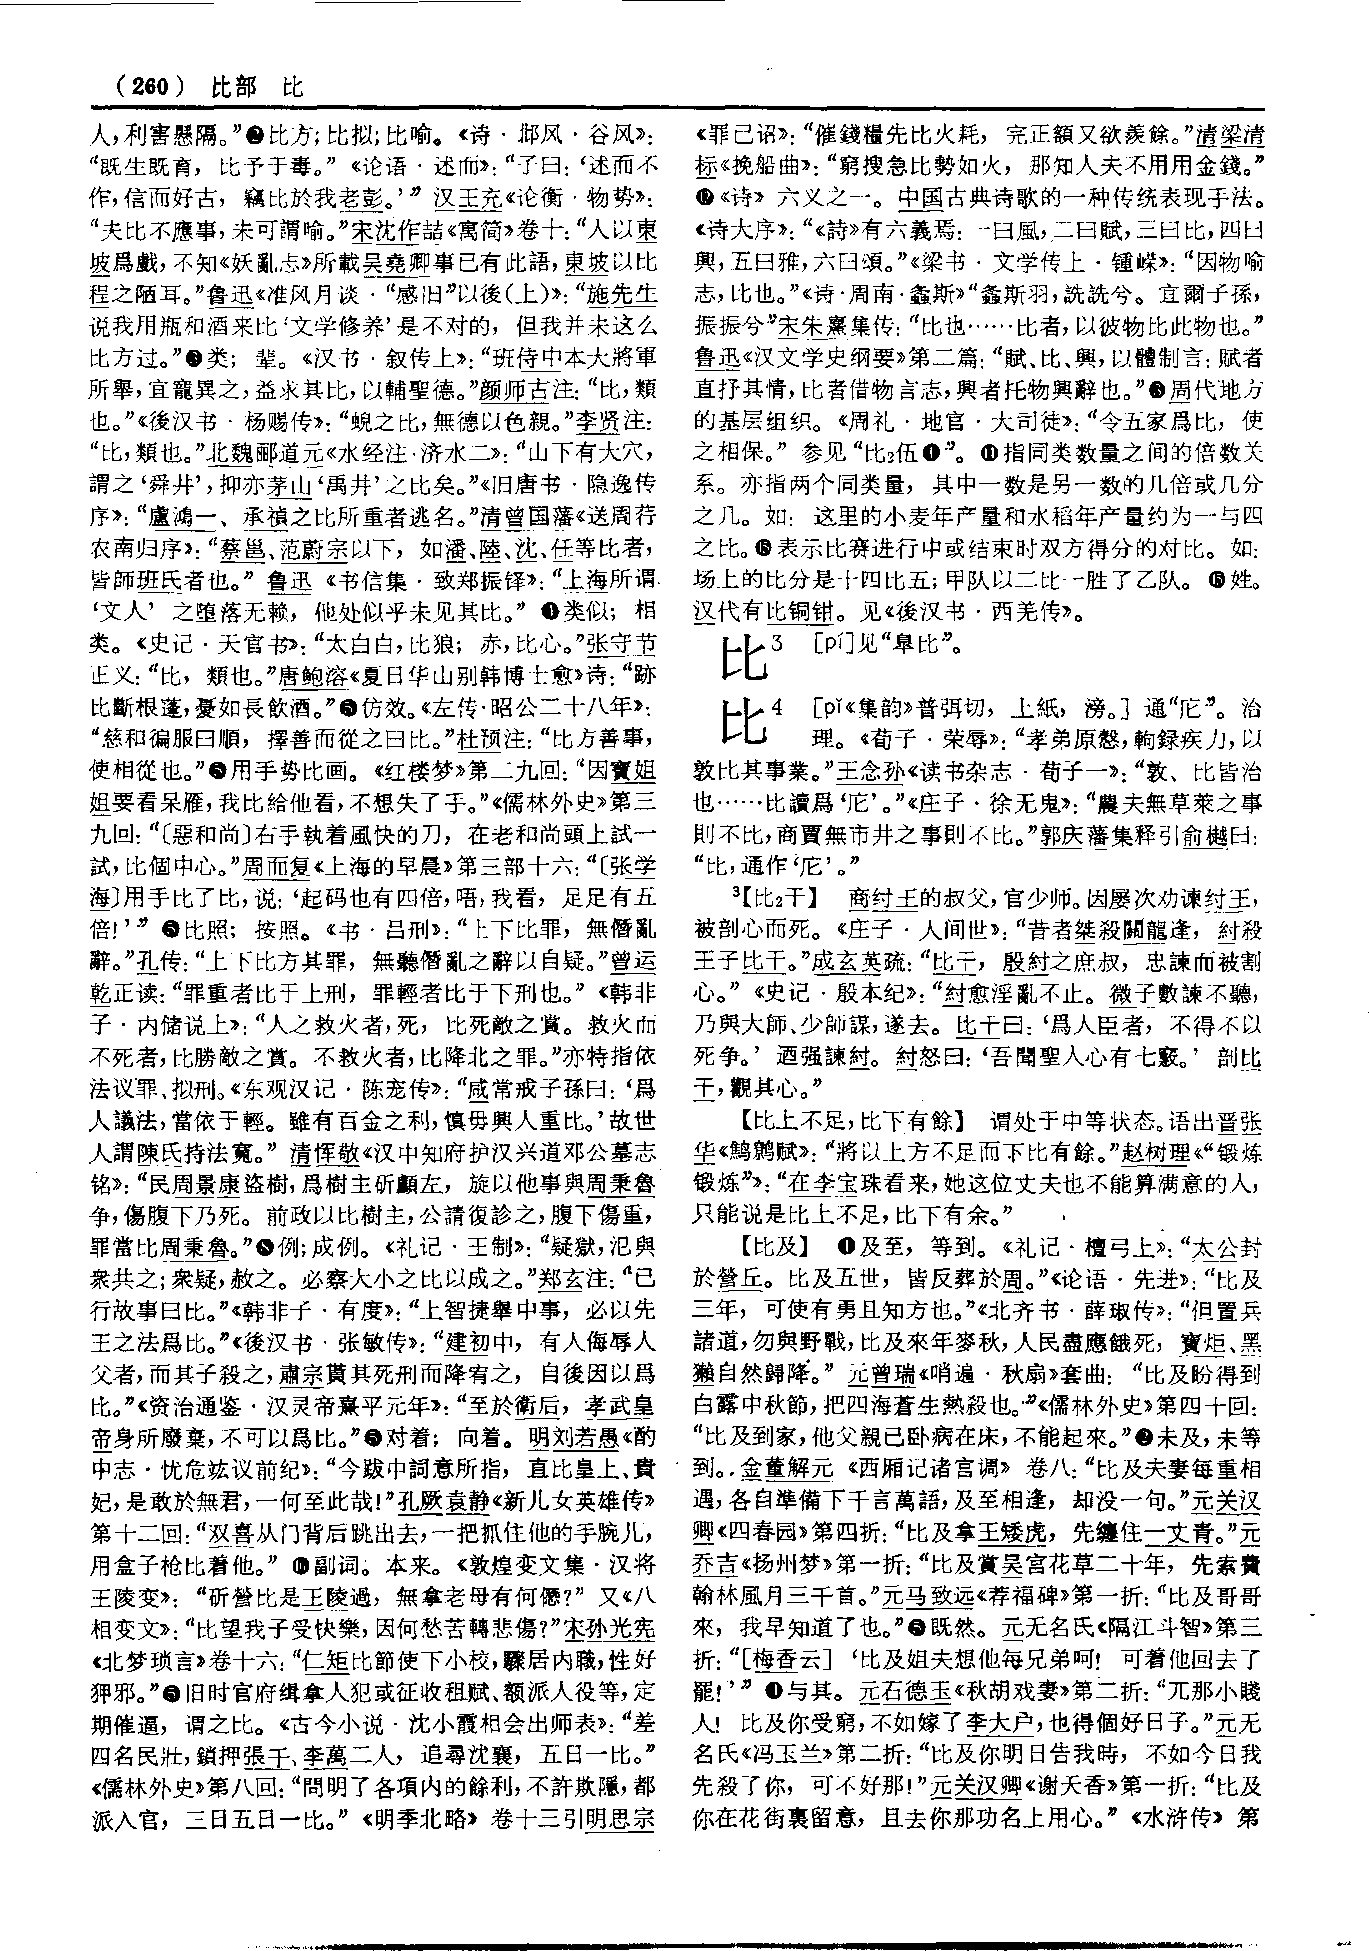 （260） 比部 比
人，利害懸隔。”❷比方；比拟；比喻。《诗·邶风·谷风》：
“既生既育，比予于毒。”《论语·述而》：“子曰：‘述而不
作，信而好古，竊比於我老彭。’”汉王充《论衡·物势》：
“夫比不應事，未可謂喻。”宋沈作喆《寓简》卷十：“人以東
坡爲戲，不知《妖亂志》所載吴堯卿事已有此語，東坡以比
程之陋耳。”鲁迅《准风月谈·“感旧”以後（上）》：“施先生
说我用瓶和酒来比‘文学修养’是不对的，但我并未这么
比方过。”❸类；辈。《汉书·叙传上》：“班侍中本大將軍
所舉，宜寵異之，益求其比，以輔聖德。”颜师古注：“比，類
也。”《後汉书·杨赐传》：“蜺之比，無德以色親。”李贤注：
“比，類也。”北魏郦道元《水经注·济水二》：“山下有大穴，
謂之‘舜井’，抑亦茅山‘禹井’之比矣。”《旧唐书·隐逸传
序》：“盧鴻一、承禎之比所重者逃名。”清曾国藩《送周荇
农南归序》：“蔡邕、范蔚宗以下，如潘、陸、沈、任等比者，
皆師班氏者也。”鲁迅《书信集·致郑振铎》：“上海所谓
‘文人’之堕落无赖，他处似乎未见其比。”❹类似；相
类。《史记·天官书》：“太白白，比狼；赤，比心。”张守节
正义：“比，類也。”唐鲍溶《夏日华山别韩博士愈》诗：“跡
比斷根蓬，憂如長飲酒。”❺仿效。《左传·昭公二十八年》：
“慈和徧服曰順，擇善而從之曰比。”杜预注：“比方善事，
使相從也。”❻用手势比画。《红楼梦》第二九回：“因寶姐
姐要看呆雁，我比给他看，不想失了手。”《儒林外史》第三
九回：“〔惡和尚〕右手執着風快的刀，在老和尚頭上試一
試，比個中心。”周而复《上海的早晨》第三部十六：“〔张学
海〕用手比了比，说：‘起码也有四倍，唔，我看，足足有五
倍！’”❼比照；按照。《书·吕刑》：“上下比罪，無僭亂
辭。”孔传：“上下比方其罪，無聽僭亂之辭以自疑。”曾运
乾正读：“罪重者比于上刑，罪輕者比于下刑也。”《韩非
子·内储说上》：“人之救火者，死，比死敵之賞。救火而
不死者，比勝敵之賞。不救火者，比降北之罪。”亦特指依
法议罪、拟刑。《东观汉记·陈宠传》：“咸常戒子孫曰：‘爲
人議法，當依于輕。雖有百金之利，慎毋興人重比。’故世
人謂陳氏持法寬。”清恽敬《汉中知府护汉兴道邓公墓志
铭》：“民周景康盜樹，爲樹主斫顱左，旋以他事與周秉魯
争，傷腹下乃死。前政以比樹主，公請復診之，腹下傷重，
罪當比周秉魯。”❽例；成例。《礼记·王制》：“疑獄，汜與
衆共之；衆疑，赦之。必察大小之比以成之。”郑玄注：“已
行故事曰比。”《韩非子·有度》：“上智捷舉中事，必以先
王之法爲比。”《後汉书·张敏传》：“建初中，有人侮辱人
父者，而其子殺之，肅宗貰其死刑而降宥之，自後因以爲
比。”《资治通鉴·汉灵帝熹平元年》：“至於衛后，孝武皇
帝身所廢棄，不可以爲比。”❾对着；向着。明刘若愚《酌
中志·忧危竑议前纪》：“今跋中詞意所指，直比皇上、貴
妃，是敢於無君，一何至此哉！”孔厥袁静《新儿女英雄传》
第十二回：“双喜从门背后跳出去，一把抓住他的手腕儿，
用盒子枪比着他。”❿副词。本来。《敦煌变文集·汉将
王陵变》：“斫營比是王陵過，無拿老母有何僁？”又《八
相变文》：“比望我子受快樂，因何愁苦轉悲傷？”宋孙光宪
《北梦琐言》卷十六：“仁矩比節使下小校，驟居内職，性好
狎邪。”⓫旧时官府缉拿人犯或征收租赋、额派人役等，定
期催逼，谓之比。《古今小说·沈小霞相会出师表》：“差
四名民壯，鎖押張千、李萬二人，追尋沈襄，五日一比。”
《儒林外史》第八回：“問明了各項内的餘利，不許欺隱，都
派入官，三日五日一比。”《明季北略》卷十三引明思宗
《罪己诏》：“催錢糧先比火耗，完正額又欲羨餘。”清梁清
标《挽船曲》：“窮搜急比勢如火，那知人夫不用用金錢。”
⓬《诗》六义之一。中国古典诗歌的一种传统表现手法。
《诗大序》：“《詩》有六義焉：一曰風，二曰賦，三曰比，四曰
興，五曰雅，六曰頌。”《梁书·文学传上·锺嵘》：“因物喻
志，比也。”《诗·周南·螽斯》“螽斯羽，詵詵兮。宜爾子孫，
振振兮”宋朱熹集传：“比也……比者，以彼物比此物也。”
鲁迅《汉文学史纲要》第二篇：“賦、比、興，以體制言：賦者
直抒其情，比者借物言志，興者托物興辭也。”⓭周代地方
的基层组织。《周礼·地官·大司徒》：“令五家爲比，使
之相保。”参见“比2伍❶”。⓮指同类数量之间的倍数关
系。亦指两个同类量，其中一数是另一数的几倍或几分
之几。如：这里的小麦年产量和水稻年产量约为一与四
之比。⓯表示比赛进行中或结束时双方得分的对比。如：
场上的比分是十四比五；甲队以二比一胜了乙队。⓰姓。
汉代有比铜钳。见《後汉书·西羌传》。
比3 ［pí］见“皋比”。
比4 ［pǐ《集韵》普弭切，上紙，滂。］通“庀”。治
理。《荀子·荣辱》：“孝弟原愨，軥録疾力，以
敦比其事業。”王念孙《读书杂志·荀子一》：“敦、比皆治
也……比讀爲‘庀’。”《庄子·徐无鬼》：“農夫無草萊之事
則不比，商賈無市井之事則不比。”郭庆藩集释引俞樾曰：
“比，通作‘庀’。”
3【比2干】 商纣王的叔父，官少师。因屡次劝谏纣王，
被剖心而死。《庄子·人间世》：“昔者桀殺關龍逢，紂殺
王子比干。”成玄英疏：“比干，殷紂之庶叔，忠諫而被割
心。”《史记·殷本纪》：“紂愈淫亂不止。微子數諫不聽，
乃與大師、少師謀，遂去。比干曰：‘爲人臣者，不得不以
死争。’迺强諫紂。紂怒曰：‘吾聞聖人心有七竅。’剖比
干，觀其心。”
【比上不足，比下有餘】 谓处于中等状态。语出晋张
华《鹪鹩赋》：“將以上方不足而下比有餘。”赵树理《“锻炼
锻炼”》：“在李宝珠看来，她这位丈夫也不能算满意的人，
只能说是比上不足，比下有余。”
【比及】 ❶及至，等到。《礼记·檀弓上》：“太公封
於營丘。比及五世，皆反葬於周。”《论语·先进》：“比及
三年，可使有勇且知方也。”《北齐书·薛琡传》：“但置兵
諸道，勿與野戰，比及來年麥秋，人民盡應餓死，寶炬、黑
獺自然歸降。”元曾瑞《哨遍·秋扇》套曲：“比及盼得到
白露中秋節，把四海蒼生熱殺也。”《儒林外史》第四十回：
“比及到家，他父親已卧病在床，不能起來。”❷未及，未等
到。金董解元《西厢记诸宫调》卷八：“比及夫妻每重相
遇，各自準備下千言萬語，及至相逢，却没一句。”元关汉
卿《四春园》第四折：“比及拿王矮虎，先纏住一丈青。”元
乔吉《扬州梦》第一折：“比及賞吴宫花草二十年，先索費
翰林風月三千首。”元马致远《荐福碑》第一折：“比及哥哥
來，我早知道了也。”❸既然。元无名氏《隔江斗智》第三
折：“［梅香云］‘比及姐夫想他每兄弟呵！可着他回去了
罷！’”❹与其。元石德玉《秋胡戏妻》第二折：“兀那小賤
人！比及你受窮，不如嫁了李大户，也得個好日子。”元无
名氏《冯玉兰》第二折：“比及你明日告我時，不如今日我
先殺了你，可不好那！”元关汉卿《谢天香》第一折：“比及
你在花街裏留意，且去你那功名上用心。”《水浒传》第